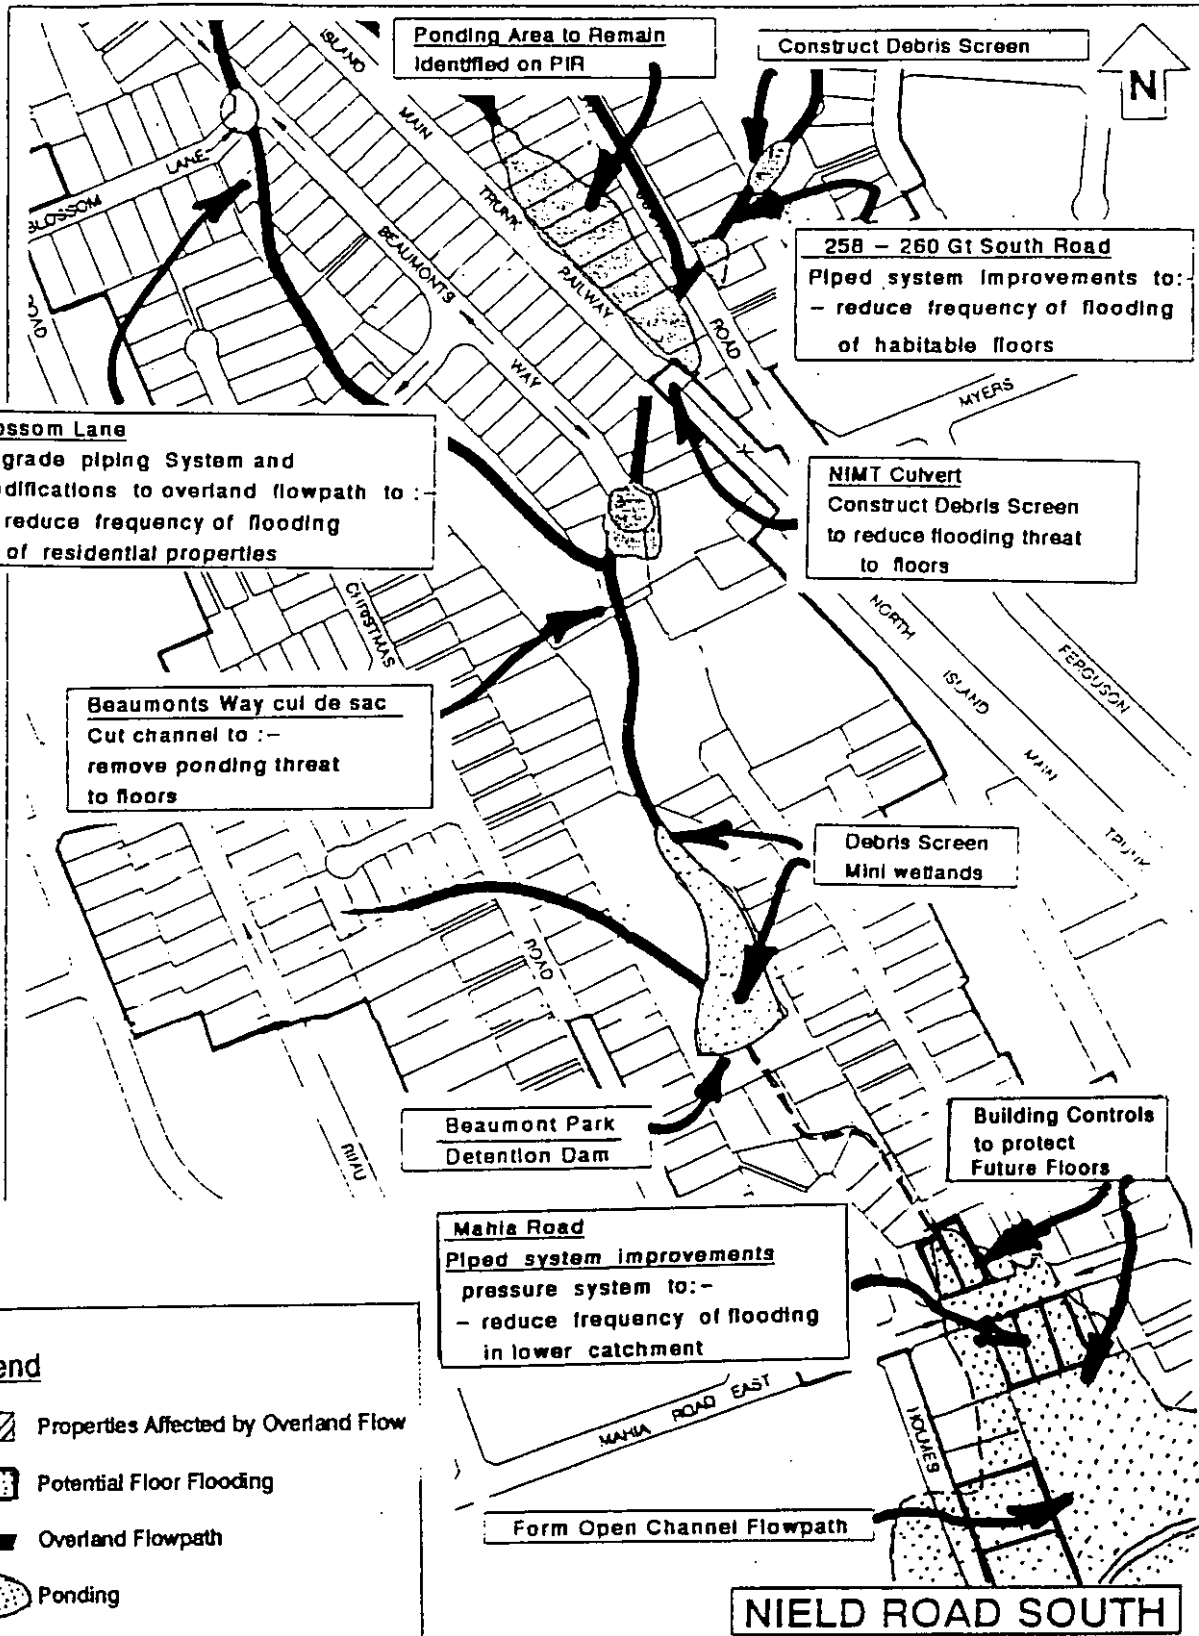 Ponding Area to Remain
Identified on PIR
Construct Debris Screen
N
ISLAND
MAIN
TRUNK
RAILWAY
BLOSSOM
LANE
BEAUMONTS
WAY
ROAD
258 - 260 Gt South Road
Piped system improvements to:-
- reduce frequency of flooding
of habitable floors
ROAD
MYERS
ossom Lane
grade piping System and
difications to overland flowpath to :-
reduce frequency of flooding
of residential properties
NIMT Culvert
Construct Debris Screen
to reduce flooding threat
to floors
CHRISTMAS
NORTH
ISLAND
MAIN
TRUNK
FERGUSON
Beaumonts Way cul de sac
Cut channel to :-
remove ponding threat
to floors
Debris Screen
Mini wetlands
ROAD
Beaumont Park
Detention Dam
Building Controls
to protect
Future Floors
Mahia Road
Piped system improvements
pressure system to:-
- reduce frequency of flooding
in lower catchment
MAHIA ROAD EAST
HOLMES
end
Properties Affected by Overland Flow
Potential Floor Flooding
Overland Flowpath
Ponding
Form Open Channel Flowpath
NIELD ROAD SOUTH